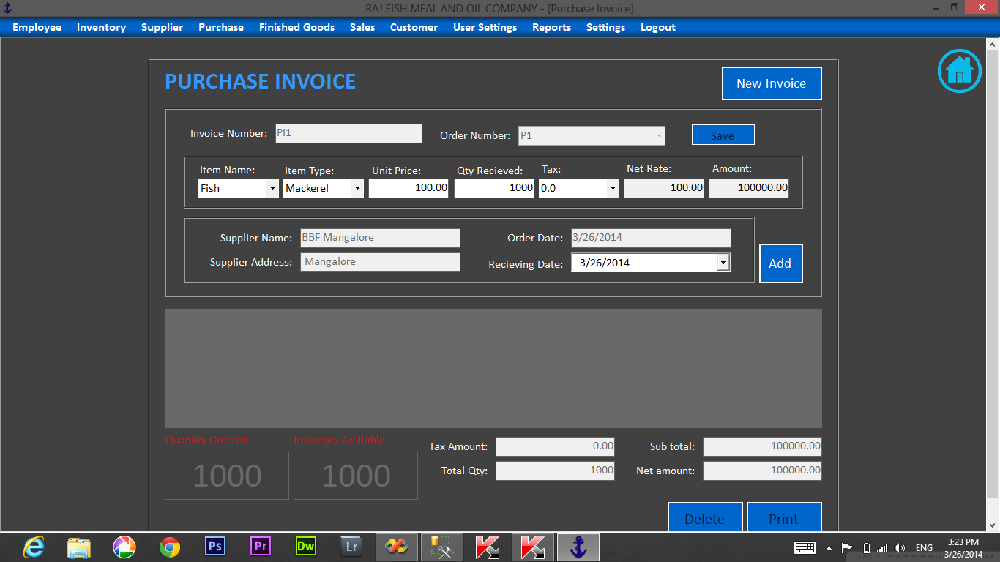 RAJ FISH MEAL AND OIL COMPANY - [Purchase Invoice]
Employee Inventory Supplier Purchase Finished Goods Sales Customer User Settings Reports Settings Logout
PURCHASE INVOICE
New Invoice
Invoice Number: PI1 Order Number: P1 Save
Item Name: Item Type: Unit Price: Qty Recieved: Tax: Net Rate: Amount:
Fish Mackerel 100.00 1000 0.0 100.00 100000.00
Supplier Name: BBF Mangalore Order Date: 3/26/2014
Supplier Address: Mangalore Recieving Date: 3/26/2014
Add
Quantity Ordered Inventory Available
1000 1000
Tax Amount: 0.00 Sub total: 100000.00
Total Qty: 1000 Net amount: 100000.00
Delete Print
Ps Pr Dw Lr
ENG
3:23 PM
3/26/2014